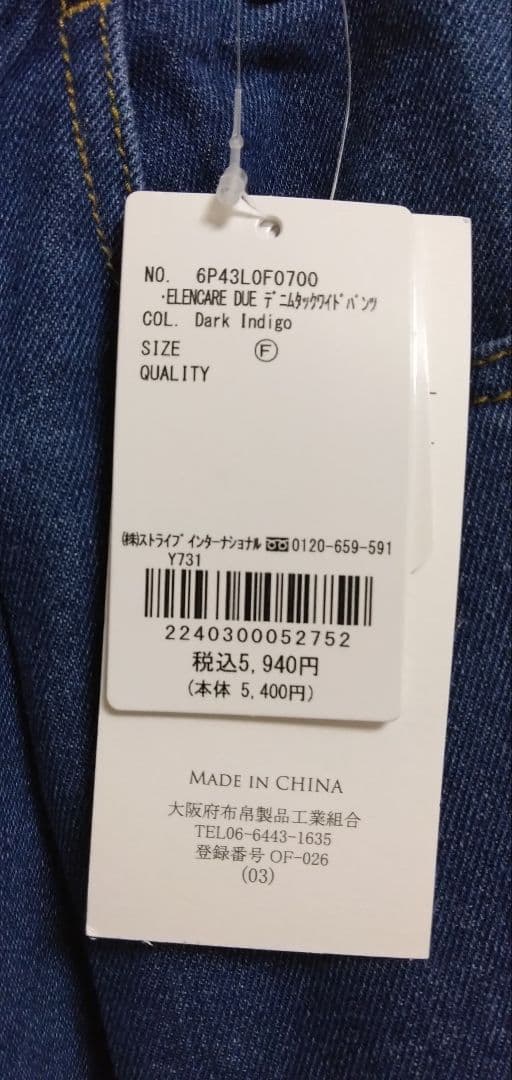 NO. 6P43L0F0700
·ELENCARE DUE ﾃﾞﾆﾑﾀｯｸﾜｲﾄﾞﾊﾟﾝﾂ
COL. Dark Indigo
SIZE Ⓕ
QUALITY
㈱ｽﾄﾗｲﾌﾟｲﾝﾀｰﾅｼｮﾅﾙ 0120-659-591
Y731
2240300052752
税込5,940円
(本体 5,400円)
MADE IN CHINA
大阪府布帛製品工業組合
TEL06-6443-1635
登録番号 OF-026
(03)